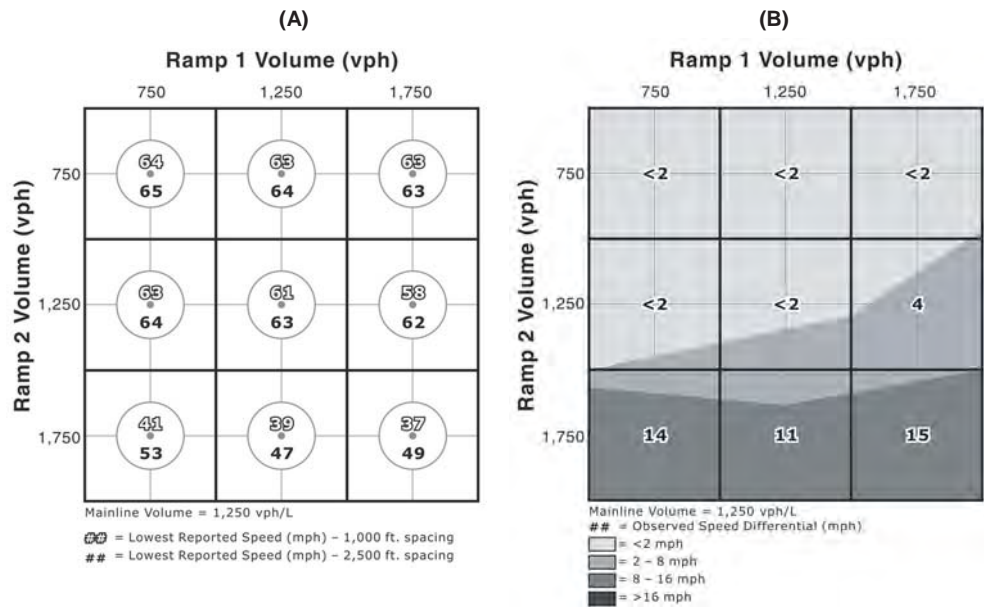 (A)
Ramp 1 Volume (vph)
750 1,250 1,750
Ramp 2 Volume (vph)
750
64 63 63
65 64 63
1,250
63 61 58
64 63 62
1,750
41 39 37
53 47 49
Mainline Volume = 1,250 vph/L
## = Lowest Reported Speed (mph) – 1,000 ft. spacing
## = Lowest Reported Speed (mph) – 2,500 ft. spacing
(B)
Ramp 1 Volume (vph)
750 1,250 1,750
Ramp 2 Volume (vph)
750 <2 <2 <2
1,250 <2 <2 4
1,750 14 11 15
Mainline Volume = 1,250 vph/L
## = Observed Speed Differential (mph)
= <2 mph
= 2 – 8 mph
= 8 – 16 mph
= >16 mph